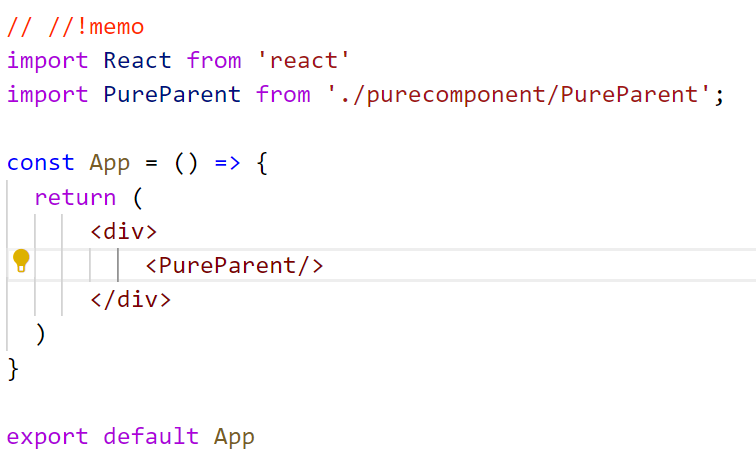 // //!memo
import React from 'react'
import PureParent from './purecomponent/PureParent';
const App = () => {
return (
<div>
<PureParent/>
</div>
)
}
export default App